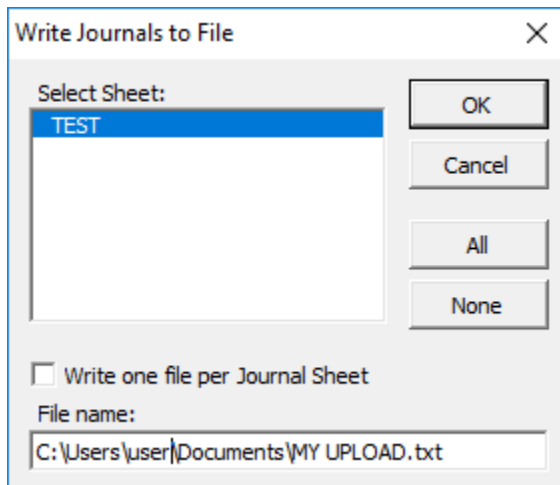 Write Journals to File
Select Sheet:
TEST
OK
Cancel
All
None
Write one file per Journal Sheet
File name:
C:\Users\user\Documents\MY UPLOAD.txt